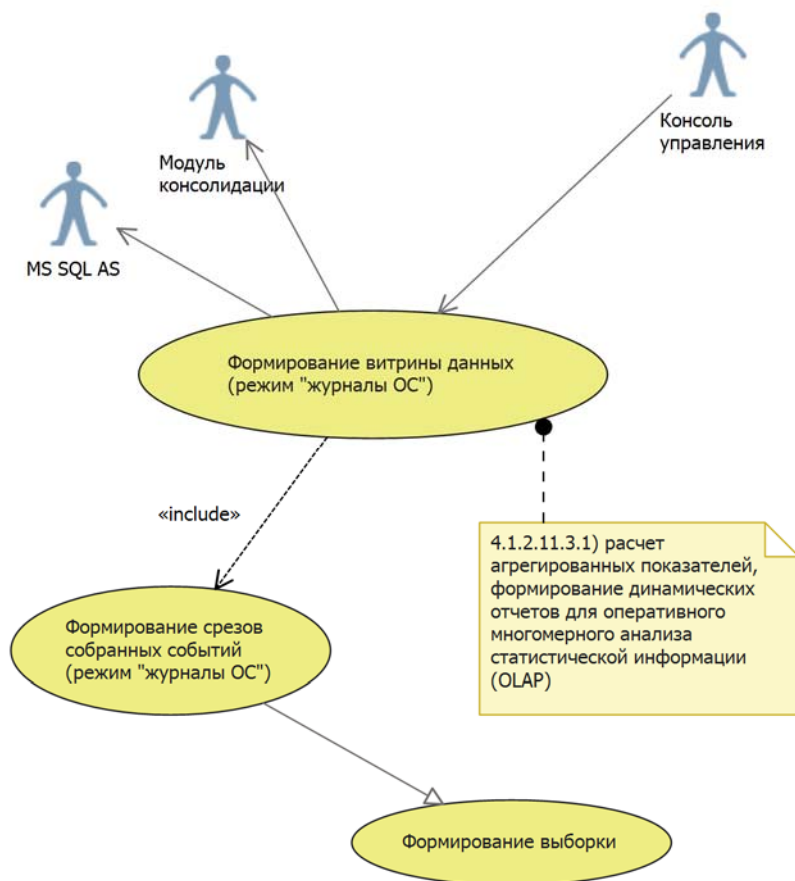 Консоль
управления
Модуль
консолидации
MS SQL AS
Формирование витрины данных
(режим "журналы ОС")
«include»
4.1.2.11.3.1) расчет
агрегированных показателей,
формирование динамических
отчетов для оперативного
многомерного анализа
статистической информации
(OLAP)
Формирование срезов
собранных событий
(режим "журналы ОС")
Формирование выборки